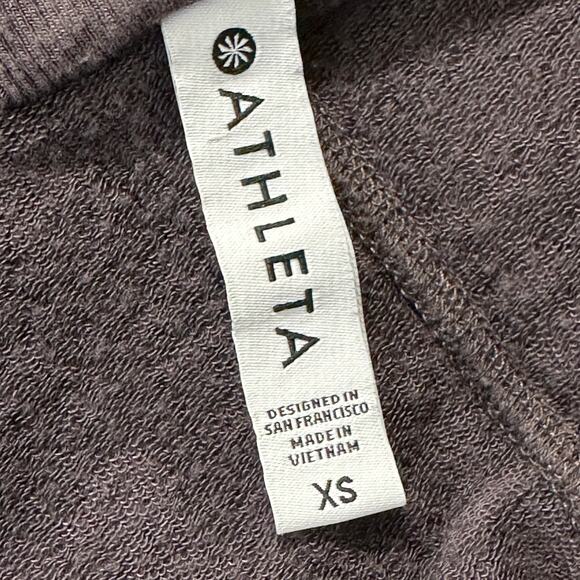 ATHLETA
DESIGNED IN
SAN FRANCISCO
MADE IN
VIETNAM
XS